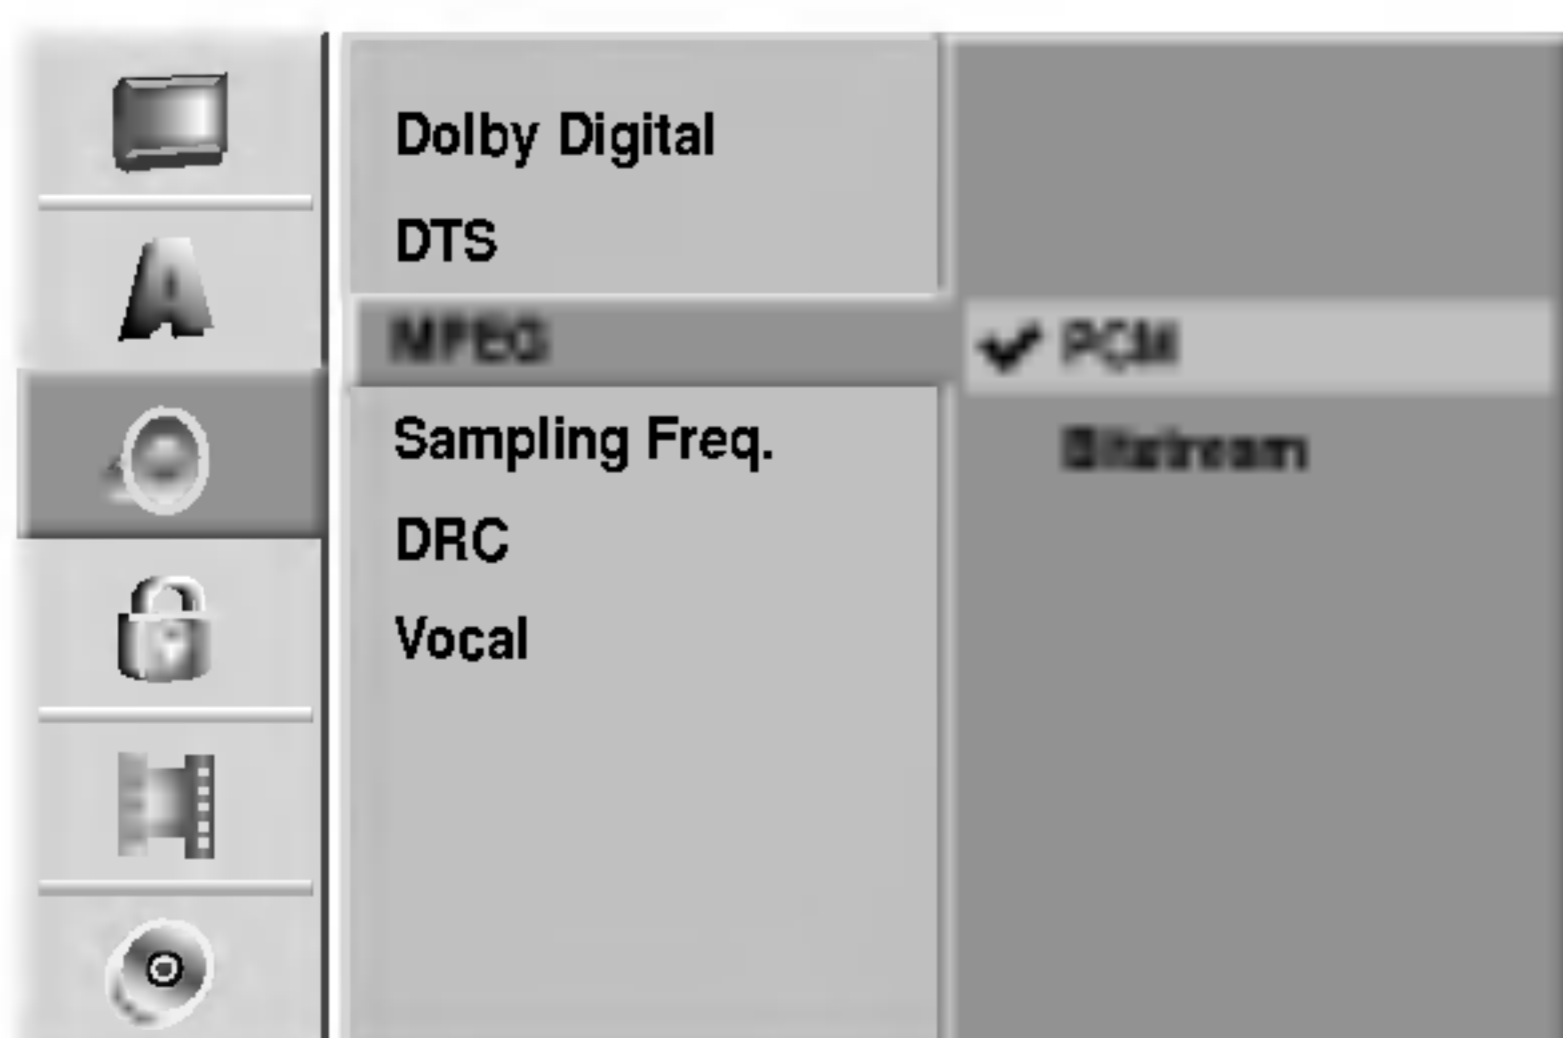 Dolby Digital
DTS
MPEG
PCM
Sampling Freq.
Bitstream
DRC
Vocal